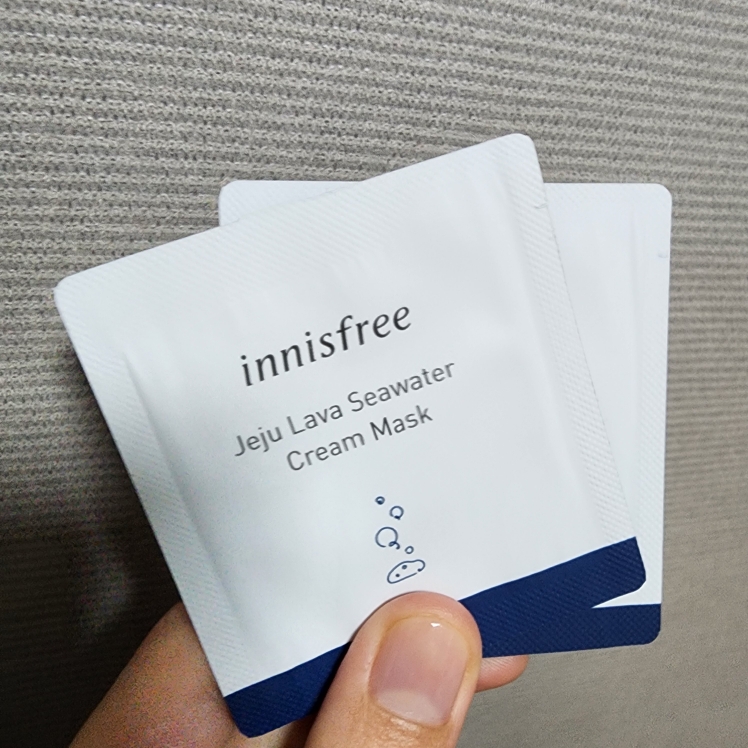 innisfree
Jeju Lava Seawater
Cream Mask